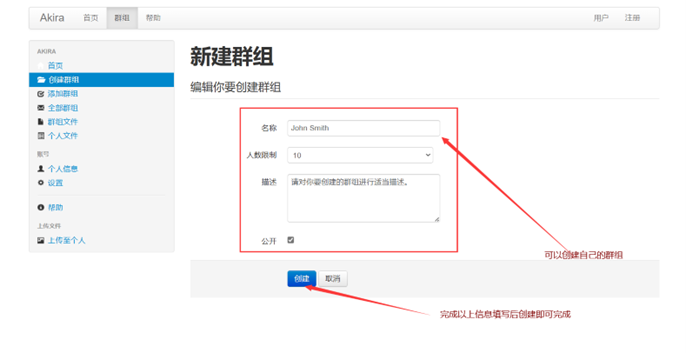 Akira 首页 群组 帮助 用户 注册
AKIRA
首页
创建群组
添加群组
全部群组
群组文件
个人文件
账写
个人信息
设置
帮助
上传文件
上传至个人
新建群组
编辑你要创建群组
名称 John Smith
人数限制 10
描述 请对你要创建的群组进行适当描述。
公开
可以创建自己的群组
创建 取消
完成以上信息填写后创建即可完成